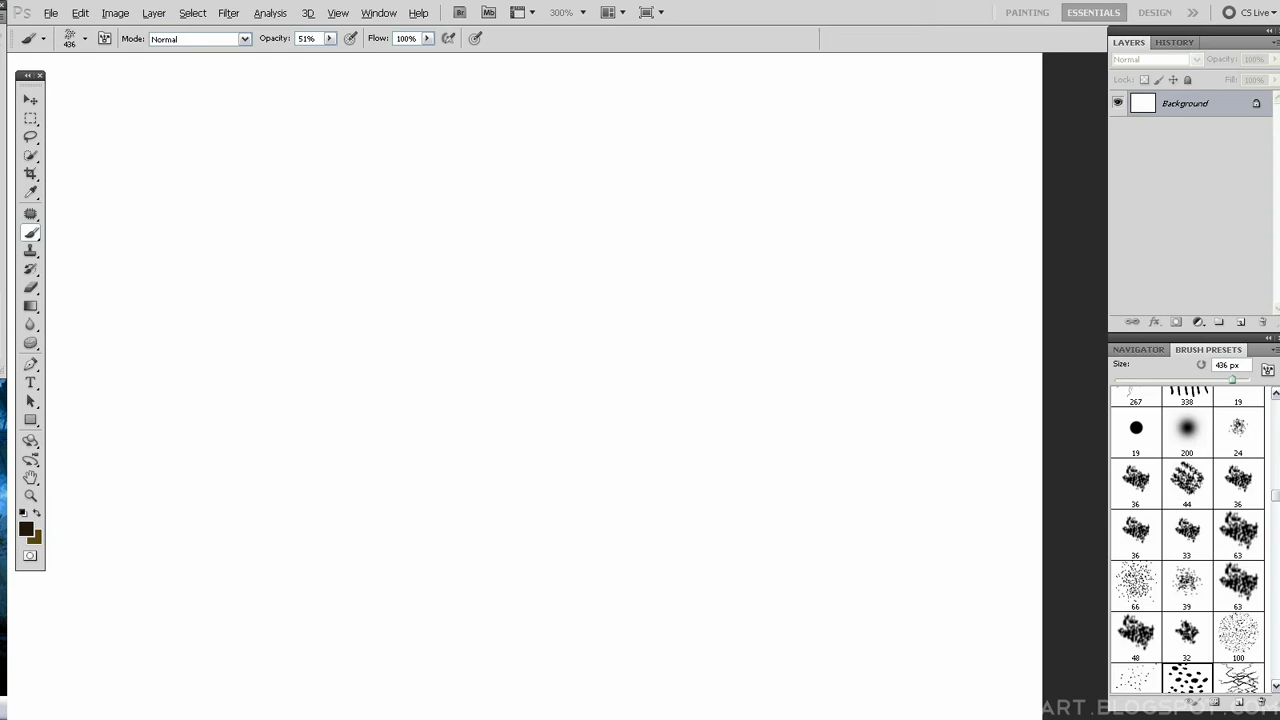 Ps File Edit Image Layer Select Filter Analysis 3D View Window Help Br Mb 300% PAINTING ESSENTIALS DESIGN CS Live
436 Mode: Normal Opacity: 51% Flow: 100%
LAYERS HISTORY
Normal Opacity: 100%
Lock: Fill: 100%
Background
T
NAVIGATOR BRUSH PRESETS
Size: 436 px
267 338 19
19 200 24
36 44 36
36 33 63
66 39 63
48 32 100
ART.BLOGSPOT.COM